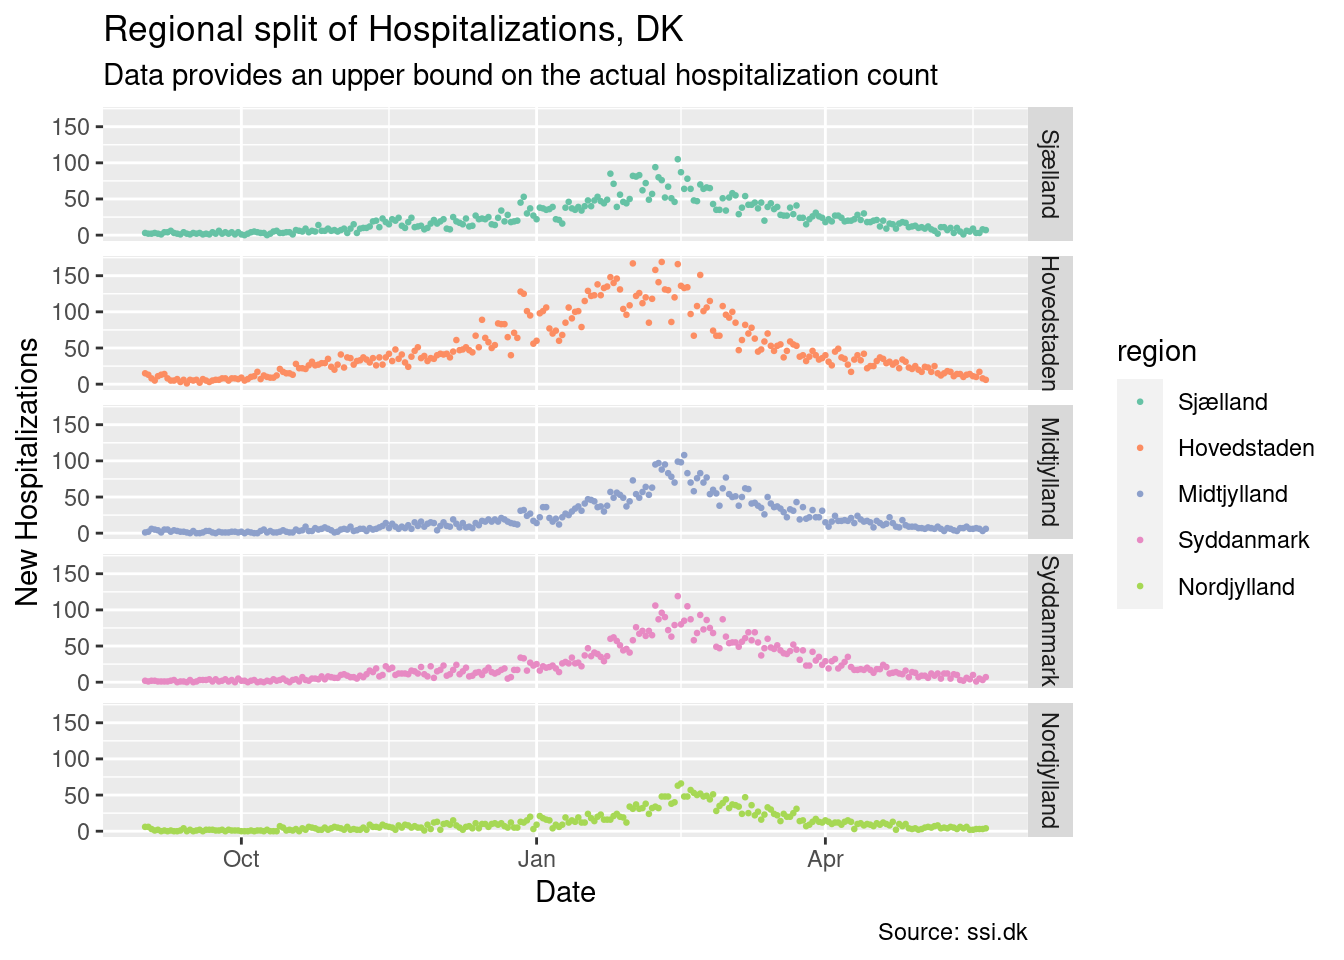 Regional split of Hospitalizations, DK
Data provides an upper bound on the actual hospitalization count
New Hospitalizations
150
100
50
0
Sjælland
150
100
50
0
Hovedstaden
150
100
50
0
Midtjylland
150
100
50
0
Syddanmark
150
100
50
0
Nordjylland
Oct
Jan
Apr
Date
region
Sjælland
Hovedstaden
Midtjylland
Syddanmark
Nordjylland
Source: ssi.dk